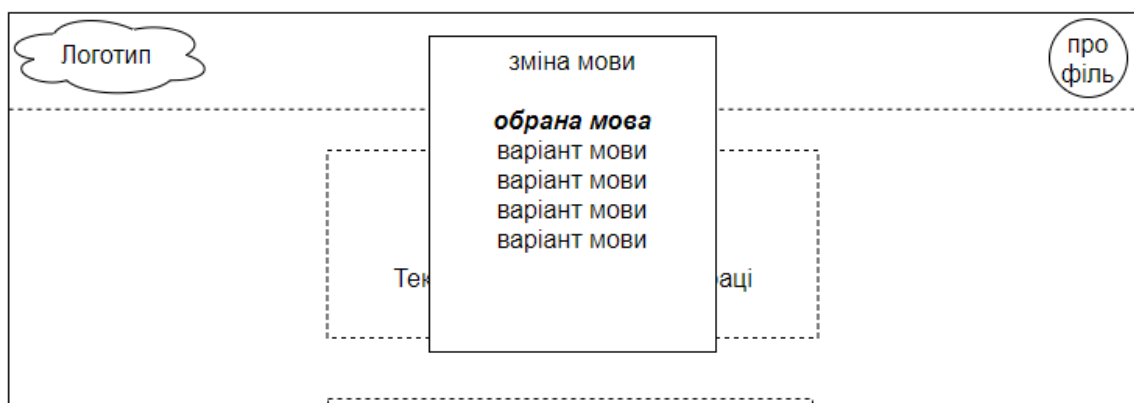 Логотип
зміна мови
про
філь
обрана мова
варіант мови
варіант мови
варіант мови
варіант мови
Тек
аці